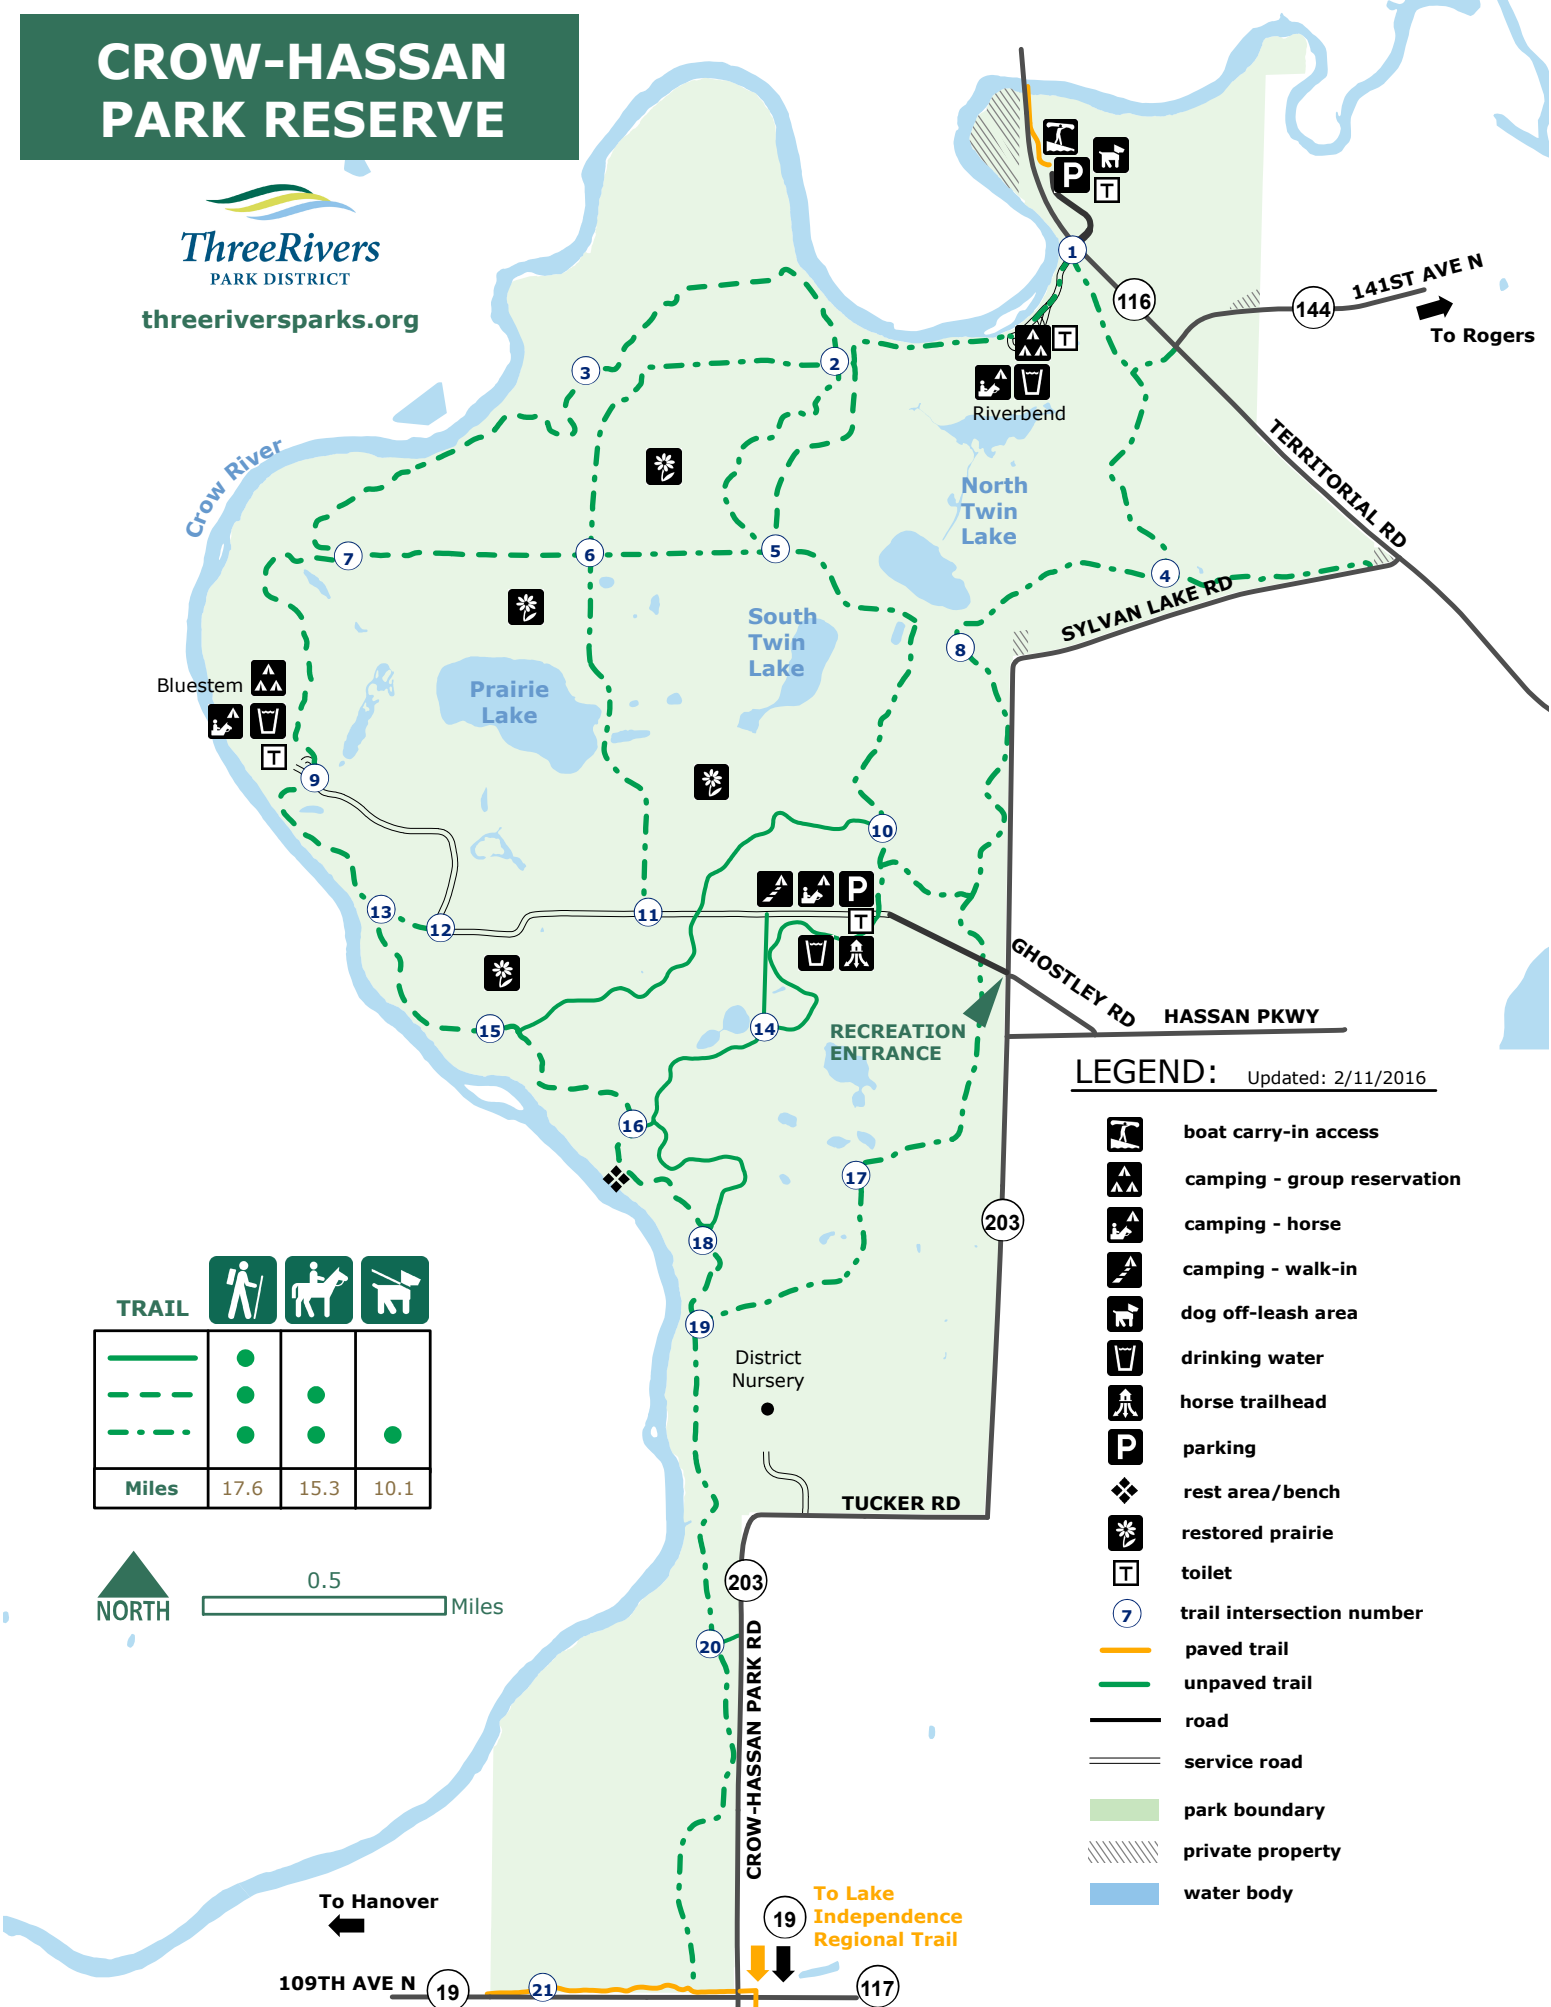 CROW-HASSAN
PARK RESERVE
ThreeRivers
PARK DISTRICT
threeriversparks.org
P
T
1
116
144
141ST AVE N
To Rogers
T
Riverbend
2
3
Crow River
North
Twin
Lake
TERRITORIAL RD
7
6
5
4
SYLVAN LAKE RD
South
Twin
Lake
8
Bluestem
Prairie
Lake
T
9
10
P
13
12
11
T
GHOSTLEY RD
HASSAN PKWY
15
14
RECREATION
ENTRANCE
16
17
203
18
19
District
Nursery
TUCKER RD
203
20
CROW-HASSAN PARK RD
To Hanover
19
To Lake
Independence
Regional Trail
109TH AVE N
19
21
117
TRAIL
Miles
17.6
15.3
10.1
NORTH
0.5
Miles
LEGEND:
Updated: 2/11/2016
boat carry-in access
camping - group reservation
camping - horse
camping - walk-in
dog off-leash area
drinking water
horse trailhead
P
parking
rest area/bench
restored prairie
T
toilet
7
trail intersection number
paved trail
unpaved trail
road
service road
park boundary
private property
water body